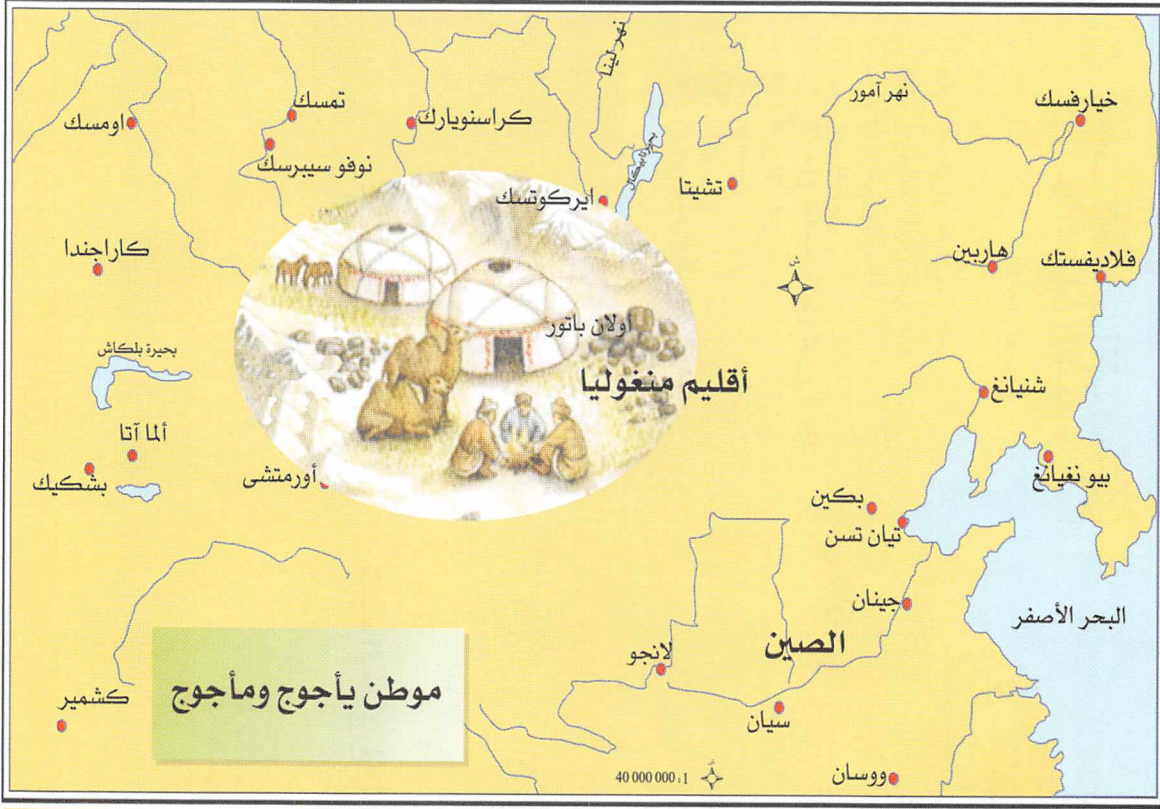 نهر لينا
نهر آمور
خيارفسك
تمسك
كراسنويارك
اومسك
نوفو سيبرسك
بحيرة بايكال
تشيتا
ايركوتسك
كاراجندا
هاربين
فلاديفستك
ش
أولان باتور
بحيرة بلكاش
أقليم منغوليا
شنيانغ
ألما آتا
بشكيك
أورمتشى
بيو نغيانغ
بكين
تيان تسن
جينان
البحر الأصفر
الصين
لانجو
موطن يأجوج ومأجوج
كشمير
سيان
ووسان
ش
1: 40 000 000